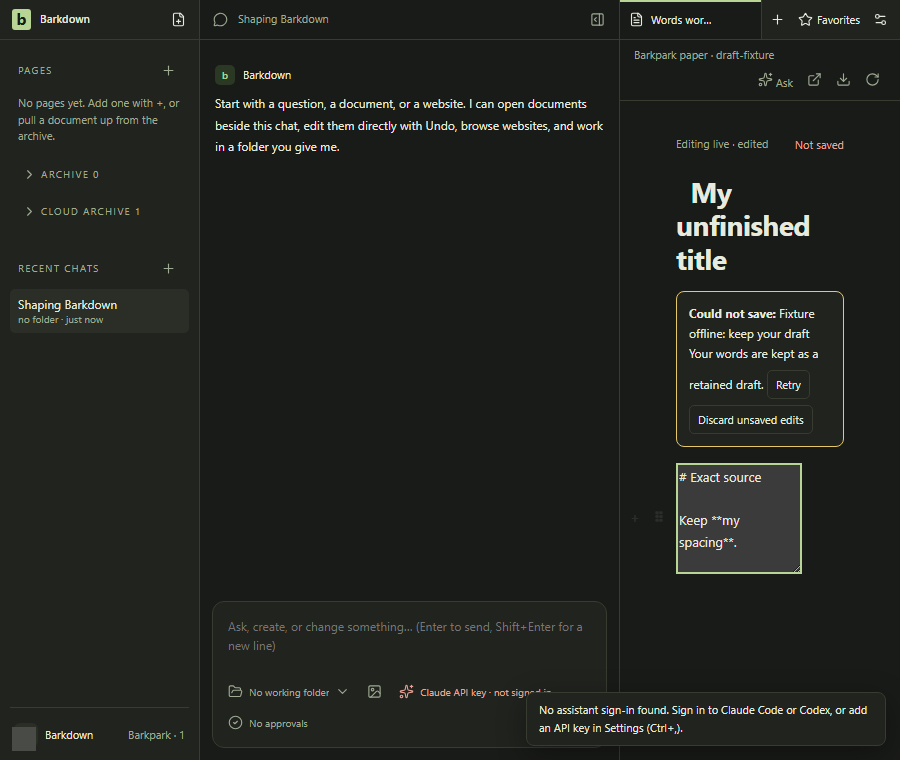 b Barkdown
PAGES
No pages yet. Add one with +, or
pull a document up from the
archive.
ARCHIVE 0
CLOUD ARCHIVE 1
RECENT CHATS
Shaping Barkdown
no folder · just now
Barkdown
Barkpark · 1
Shaping Barkdown
b Barkdown
Start with a question, a document, or a website. I can open documents
beside this chat, edit them directly with Undo, browse websites, and work
in a folder you give me.
Ask, create, or change something... (Enter to send, Shift+Enter for a
new line)
No working folder
Claude API key · not signed in
No approvals
Words wor...
Favorites
Barkpark paper · draft-fixture
Ask
Editing live · edited
Not saved
My
unfinished
title
Could not save: Fixture
offline: keep your draft
Your words are kept as a
retained draft. Retry
Discard unsaved edits
# Exact source
Keep **my
spacing**.
No assistant sign-in found. Sign in to Claude Code or Codex, or add
an API key in Settings (Ctrl+,).